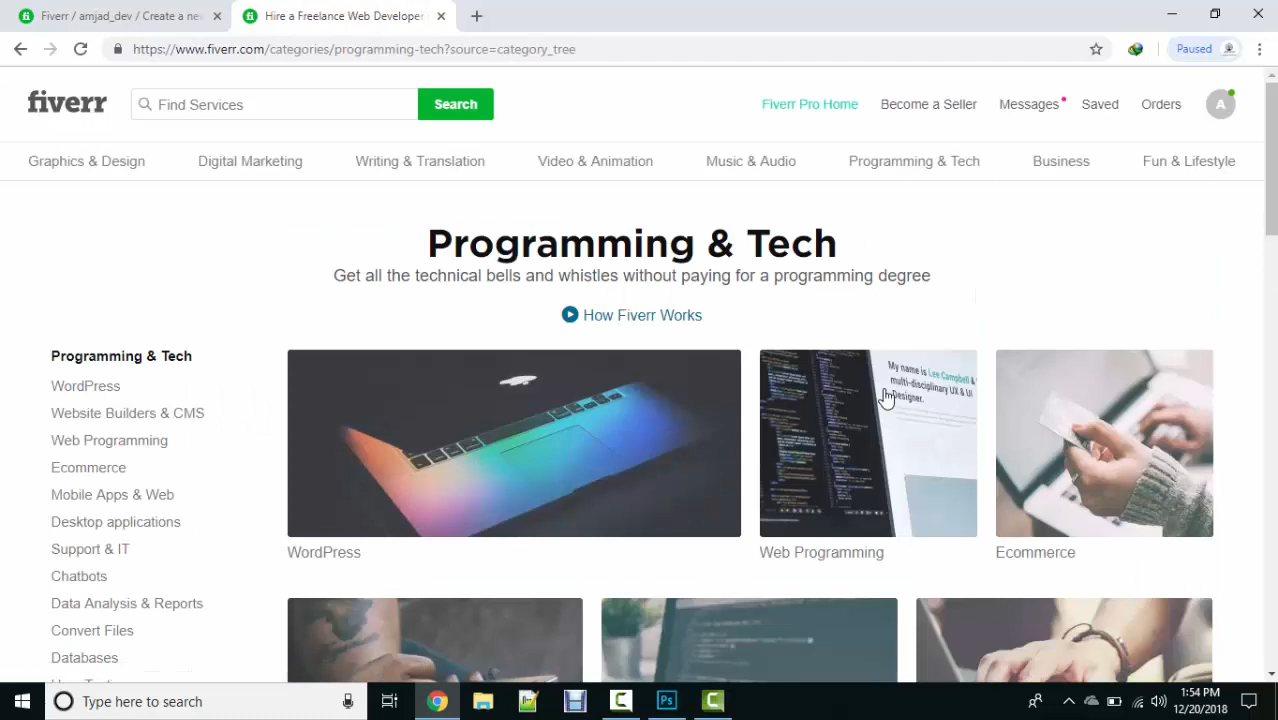 Fiverr / amjad_dev / Create a new
Hire a Freelance Web Developer
https://www.fiverr.com/categories/programming-tech?source=category_tree
Paused
fiverr
Find Services
Search
Fiverr Pro Home
Become a Seller
Messages
Saved
Orders
A
Graphics & Design
Digital Marketing
Writing & Translation
Video & Animation
Music & Audio
Programming & Tech
Business
Fun & Lifestyle
Programming & Tech
Get all the technical bells and whistles without paying for a programming degree
How Fiverr Works
Programming & Tech
WordPress
Website Builders & CMS
Web Programming
Ecommerce
Mobile Apps & Web
Desktop applications
Support & IT
Chatbots
Data Analysis & Reports
Convert Files
Databases
My name is Lee Campbell &
multi-disciplinary UX & UI
Designer.
WordPress
Web Programming
Ecommerce
Type here to search
Ps
1:54 PM
12/20/2018